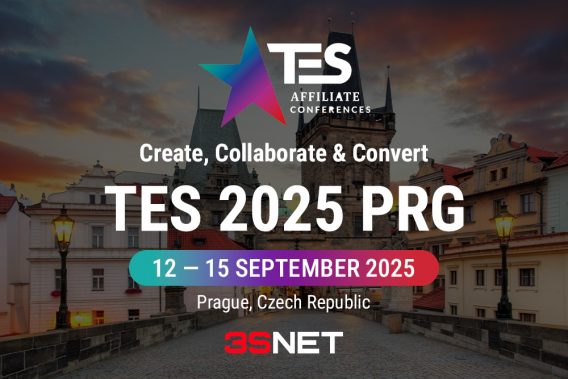 TES
AFFILIATE
CONFERENCES
Create, Collaborate & Convert
TES 2025 PRG
12 — 15 SEPTEMBER 2025
Prague, Czech Republic
3SNET